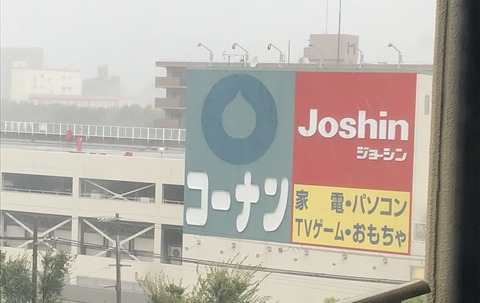 コーナン
Joshin
ジョーシン
家電・パソコン
TVゲーム・おもちゃ